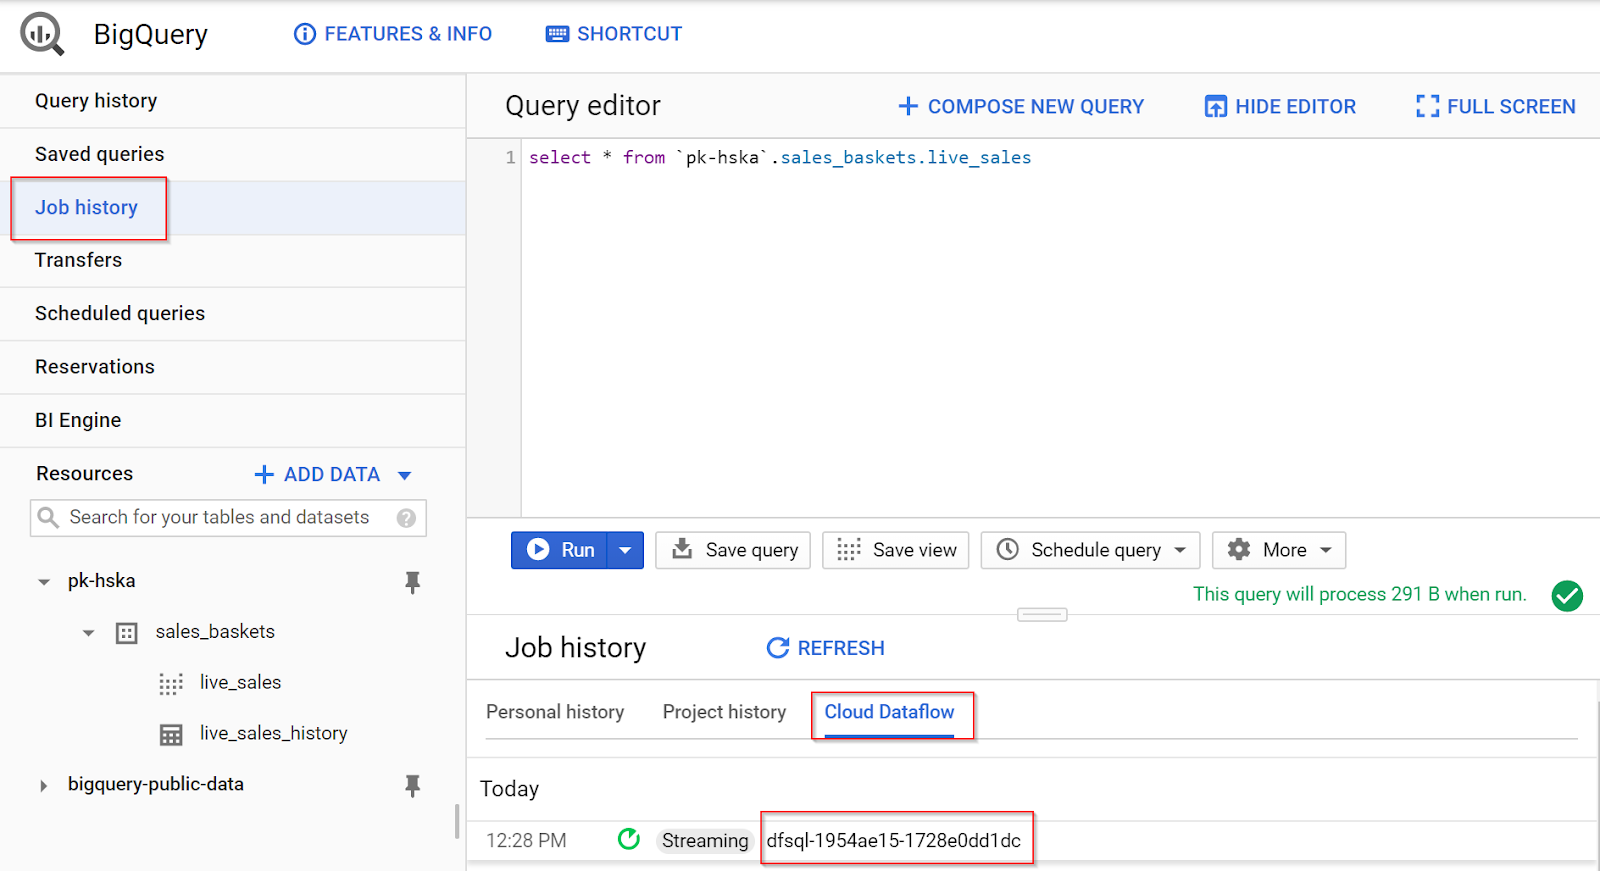 BigQuery
FEATURES & INFO
SHORTCUT
Query history
Saved queries
Job history
Transfers
Scheduled queries
Reservations
BI Engine
Resources
ADD DATA
Search for your tables and datasets
pk-hska
sales_baskets
live_sales
live_sales_history
bigquery-public-data
Query editor
COMPOSE NEW QUERY
HIDE EDITOR
FULL SCREEN
1 select * from `pk-hska`.sales_baskets.live_sales
Run
Save query
Save view
Schedule query
More
This query will process 291 B when run.
Job history
REFRESH
Personal history
Project history
Cloud Dataflow
Today
12:28 PM Streaming dfsql-1954ae15-1728e0dd1dc